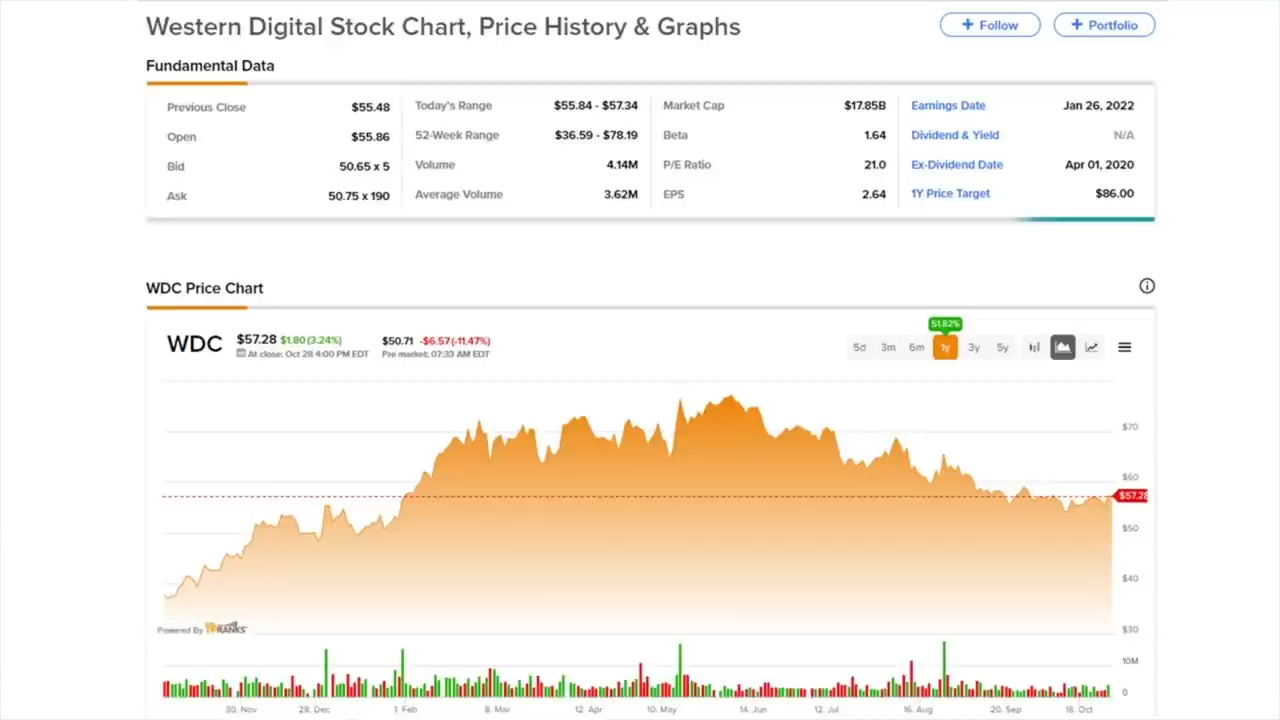 Western Digital Stock Chart, Price History & Graphs
+ Follow
+ Portfolio
Fundamental Data
Previous Close $55.48
Open $55.86
Bid 50.65 x 5
Ask 50.75 x 190
Today's Range $55.84 - $57.34
52-Week Range $36.59 - $78.19
Volume 4.14M
Average Volume 3.62M
Market Cap $17.85B
Beta 1.64
P/E Ratio 21.0
EPS 2.64
Earnings Date Jan 26, 2022
Dividend & Yield N/A
Ex-Dividend Date Apr 01, 2020
1Y Price Target $86.00
WDC Price Chart
WDC
$57.28 $1.80 (3.24%)
At close: Oct 28 4:00 PM EDT
$50.71 -$6.57 (-11.47%)
Pre market: 07:33 AM EDT
51.82%
5d 3m 6m 1y 3y 5y
$70
$60
$57.28
$50
$40
$30
Powered By TIPRANKS
10M
0
30. Nov 28. Dec 1 Feb 8. Mar 12. Apr 10. May 14. Jun 12. Jul 16. Aug 20. Sep 18. Oct